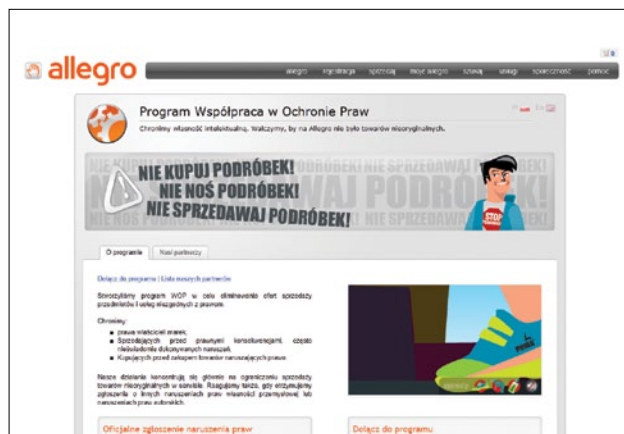 allegro
allegro rejestracja sprzedaj moje allegro szukaj usługi społeczność pomoc
Program Współpraca w Ochronie Praw
Chronimy własność intelektualną. Walczymy, by na Allegro nie było towarów nieoryginalnych.
NIE KUPUJ PODRÓBEK!
NIE NOŚ PODRÓBEK!
NIE SPRZEDAWAJ PODRÓBEK!
STOP
O programie Nasi partnerzy
Dołącz do programu | Lista naszych partnerów
Stworzyliśmy program WOP w celu eliminowania ofert sprzedaży
przedmiotów i usług niezgodnych z prawem.
Chronimy:
prawa właścicieli marek,
Sprzedających przed prawnymi konsekwencjami, często
nieświadomie dokonywanych naruszeń,
Kupujących przed zakupem towarów naruszających prawo.
Nasze działania koncentrują się głównie na ograniczeniu sprzedaży
towarów nieoryginalnych w serwisie. Reagujemy także, gdy otrzymujemy
zgłoszenie o innych naruszeniach praw własności przemysłowej lub
naruszeniach praw autorskich.
Oficjalne zgłoszenie naruszenia praw
Dołącz do programu